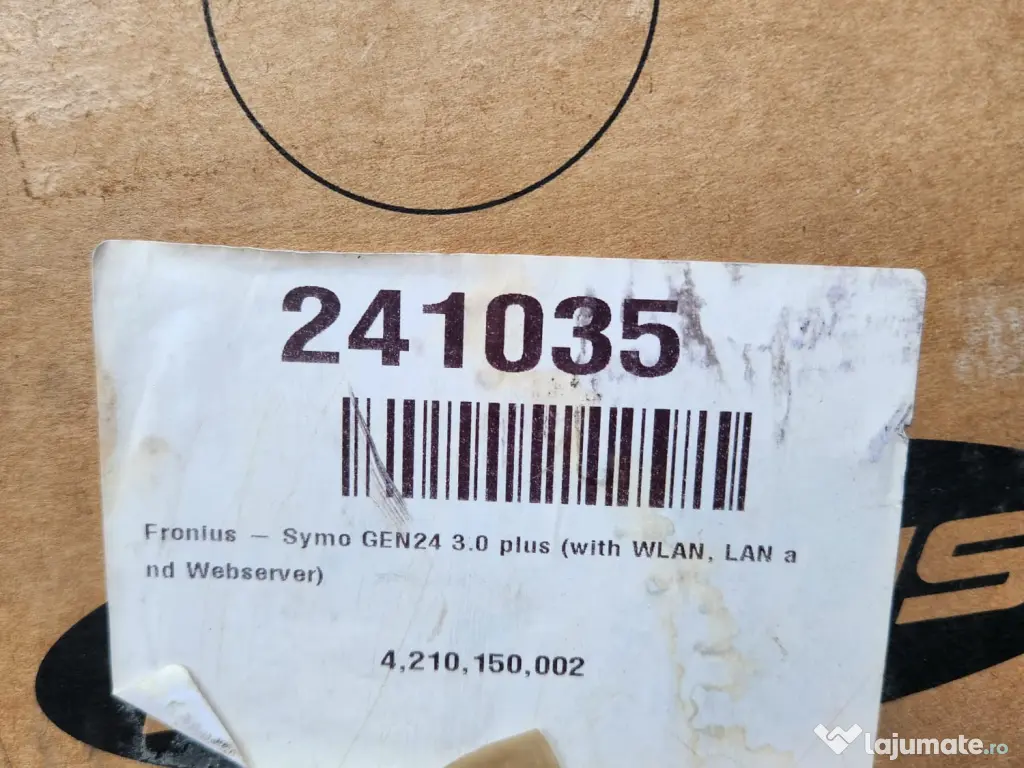 241035
Fronius – Symo GEN24 3.0 plus (with WLAN, LAN a
nd Webserver)
4,210,150,002
lajumate.ro